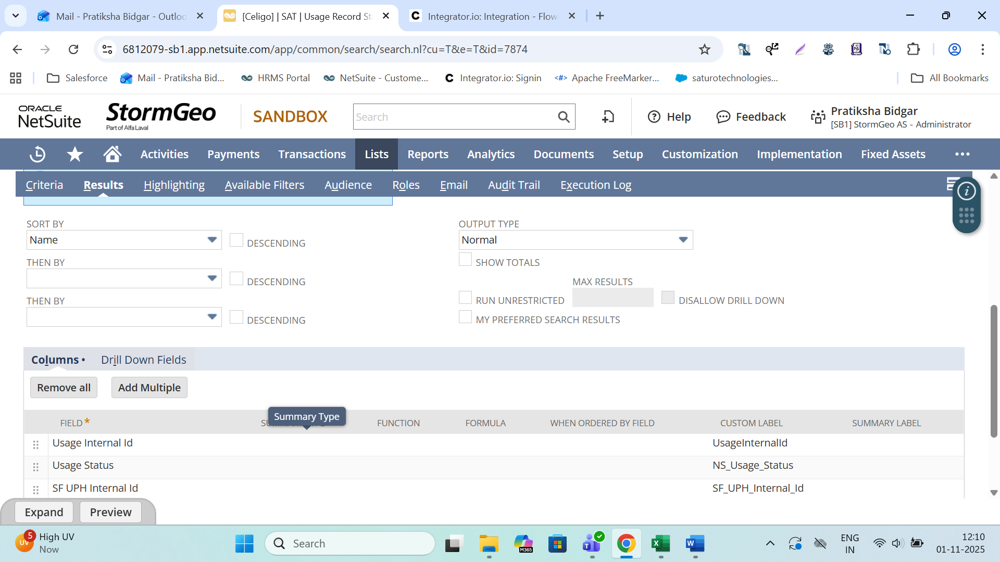 Mail - Pratiksha Bidgar - Outlo
[Celigo] | SAT | Usage Record St
Integrator.io: Integration - Flow
6812079-sb1.app.netsuite.com/app/common/search/search.nl?cu=T&e=T&id=7874
Salesforce
Mail - Pratiksha Bid...
HRMS Portal
NetSuite - Custome...
Integrator.io: Signin
<#> Apache FreeMarker...
saturotechnologies...
All Bookmarks
ORACLE
NetSuite
StormGeo
Part of Alfa Laval
SANDBOX
Search
Help
Feedback
Pratiksha Bidgar
[SB1] StormGeo AS - Administrator
Activities
Payments
Transactions
Lists
Reports
Analytics
Documents
Setup
Customization
Implementation
Fixed Assets
Criteria
Results
Highlighting
Available Filters
Audience
Roles
Email
Audit Trail
Execution Log
SORT BY
Name
DESCENDING
THEN BY
DESCENDING
THEN BY
DESCENDING
OUTPUT TYPE
Normal
SHOW TOTALS
MAX RESULTS
RUN UNRESTRICTED
DISALLOW DRILL DOWN
MY PREFERRED SEARCH RESULTS
Columns •
Drill Down Fields
Remove all
Add Multiple
Summary Type
FIELD*
FUNCTION
FORMULA
WHEN ORDERED BY FIELD
CUSTOM LABEL
SUMMARY LABEL
Usage Internal Id
UsageInternalId
Usage Status
NS_Usage_Status
SF UPH Internal Id
SF_UPH_Internal_Id
Expand
Preview
UV
5
High UV
Now
Search
M365
ENG
IN
12:10
01-11-2025